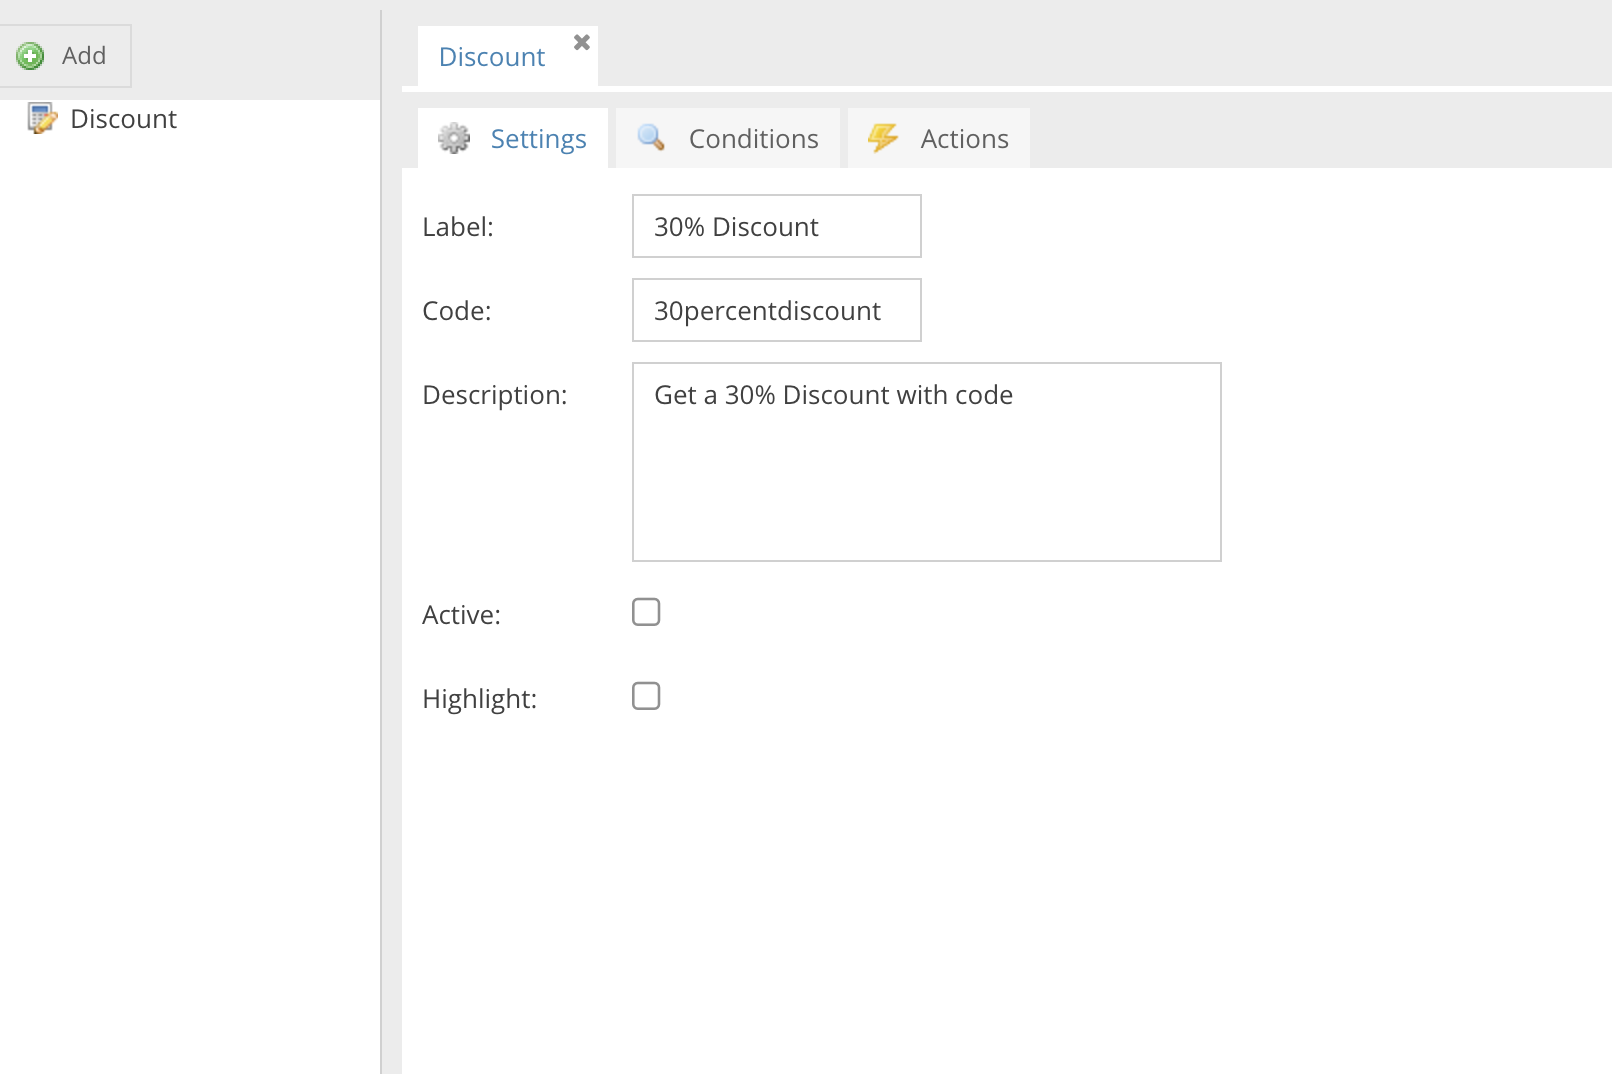 Add
Discount
Discount
Settings
Conditions
Actions
Label:
30% Discount
Code:
30percentdiscount
Description:
Get a 30% Discount with code
Active:
Highlight: